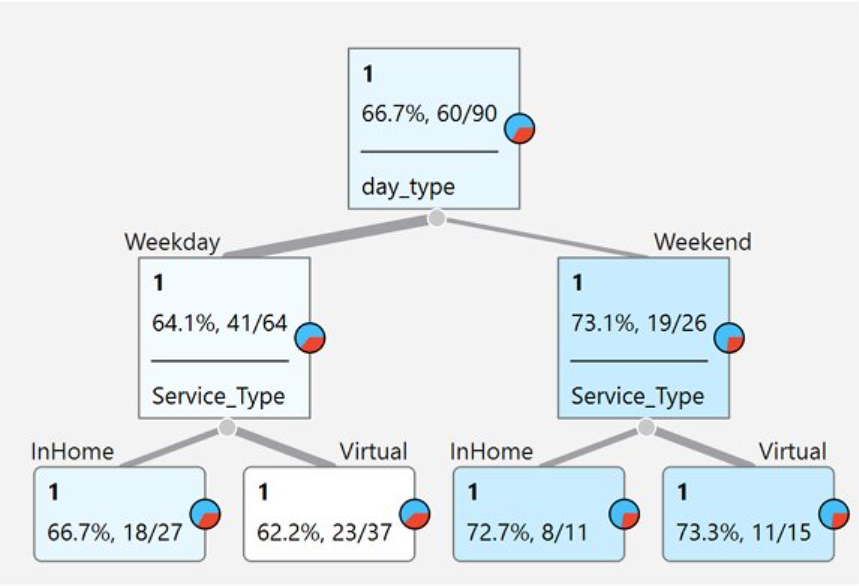 1
66.7%, 60/90
day_type
Weekday
Weekend
1
64.1%, 41/64
Service_Type
1
73.1%, 19/26
Service_Type
InHome
Virtual
InHome
Virtual
1
66.7%, 18/27
1
62.2%, 23/37
1
72.7%, 8/11
1
73.3%, 11/15